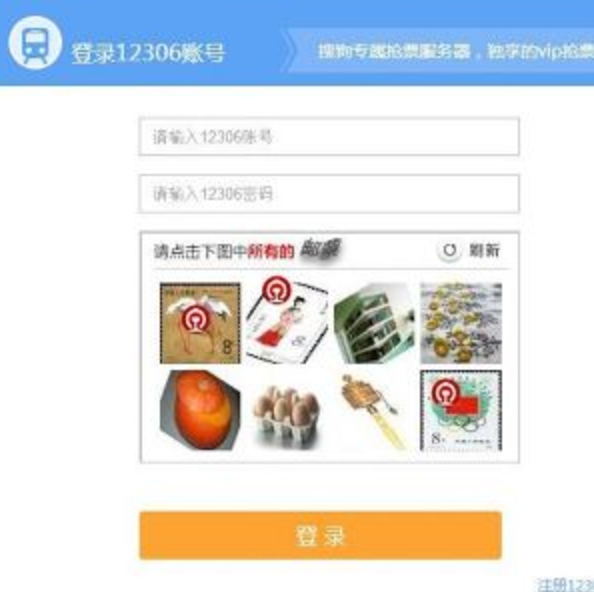 登录12306账号
搜狗专属抢票服务器，独享的vip抢票
请输入12306账号
请输入12306密码
请点击下图中所有的 邮票
刷新
8
8
8
登录
注册123